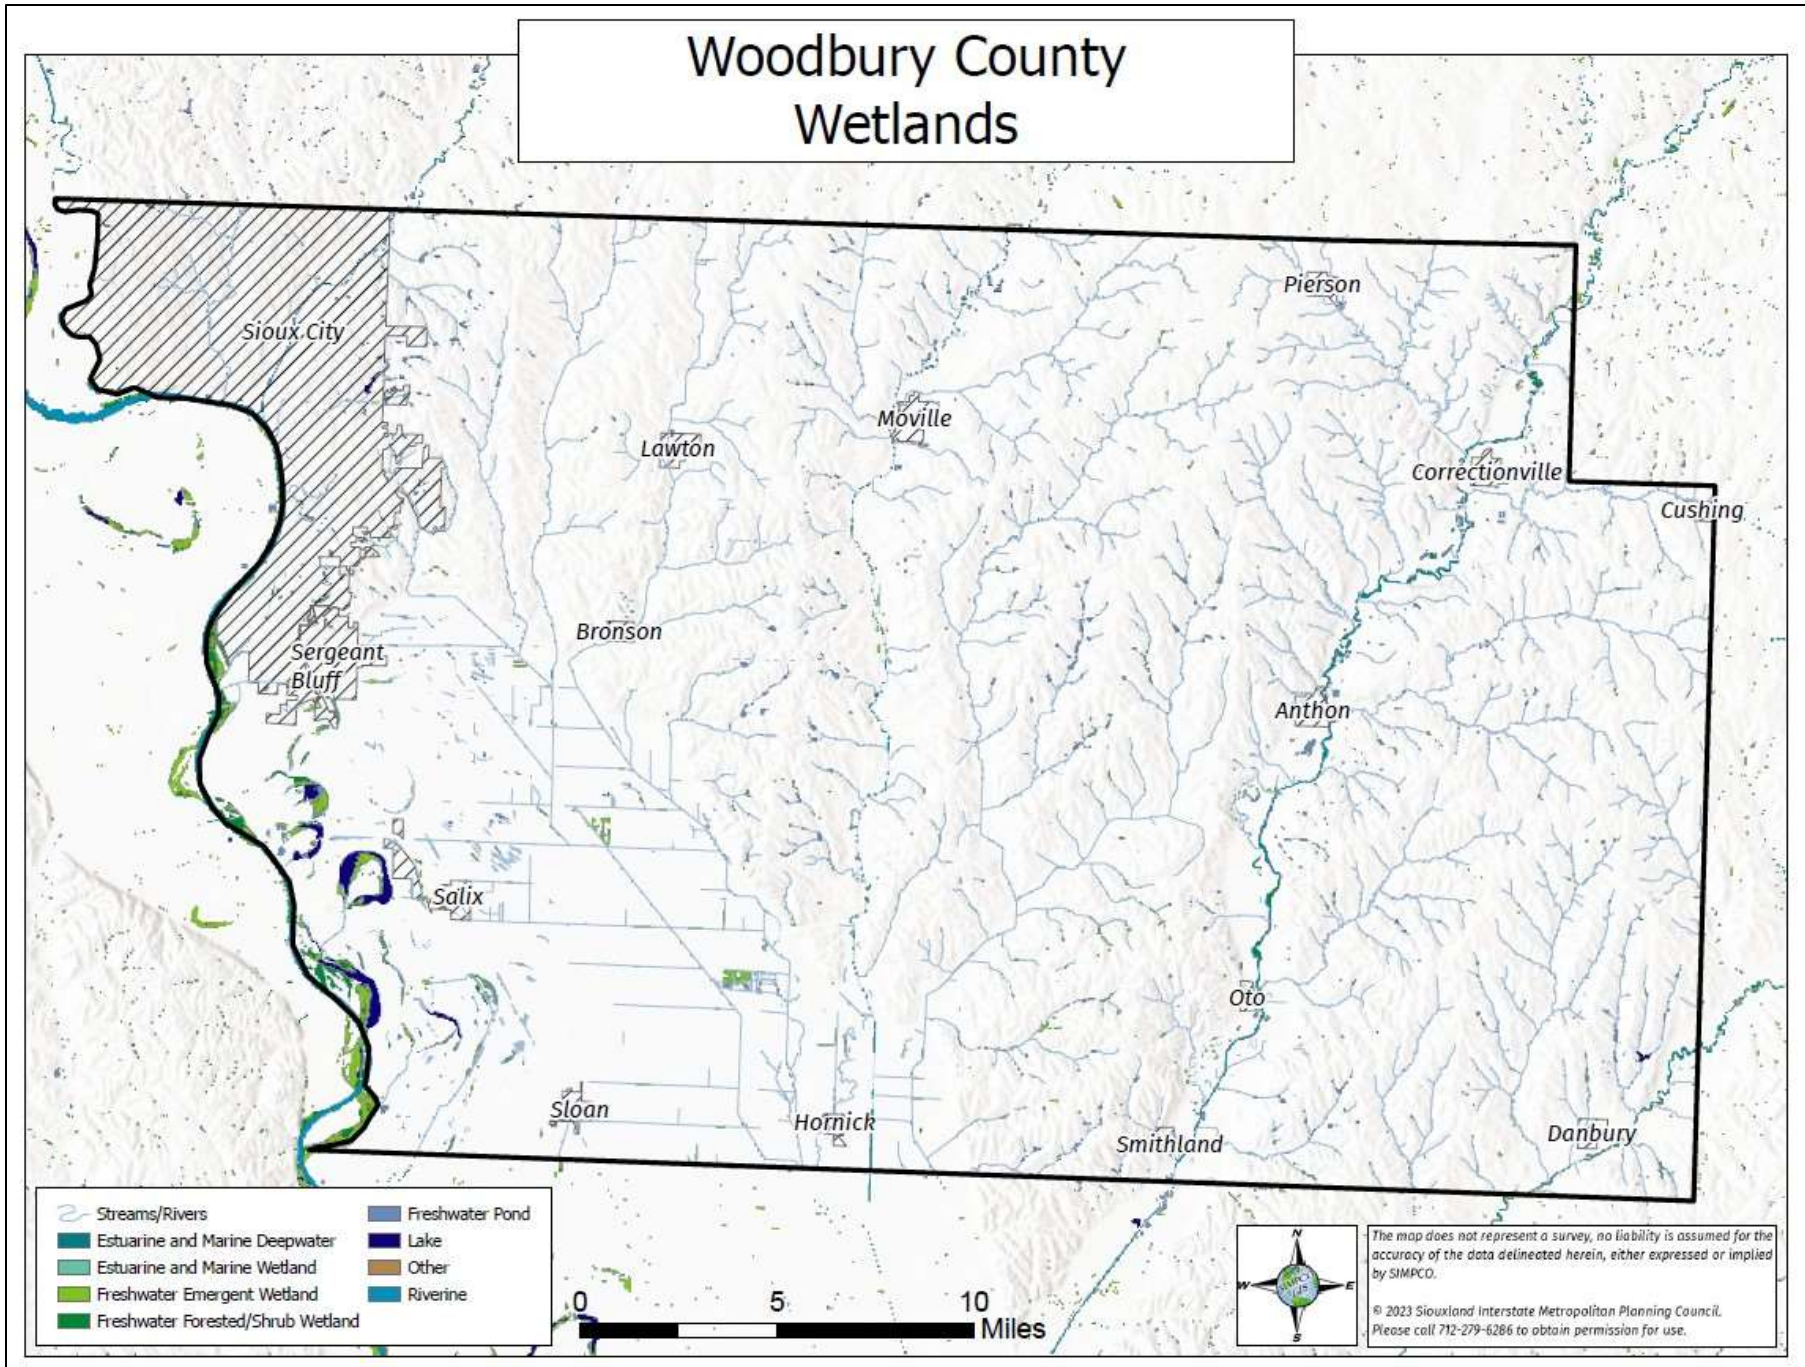 Woodbury County
Wetlands
Sioux City
Pierson
Moville
Lawton
Correctionville
Cushing
Bronson
Sergeant
Bluff
Anthon
Salix
Oto
Sloan
Hornick
Smithland
Danbury
Streams/Rivers
Estuarine and Marine Deepwater
Estuarine and Marine Wetland
Freshwater Emergent Wetland
Freshwater Forested/Shrub Wetland
Freshwater Pond
Lake
Other
Riverine
0 5 10
Miles
N
W E
S
SIMPCO
GIS
The map does not represent a survey, no liability is assumed for the
accuracy of the data delineated herein, either expressed or implied
by SIMPCO.
© 2023 Siouxland Interstate Metropolitan Planning Council.
Please call 712-279-6286 to obtain permission for use.